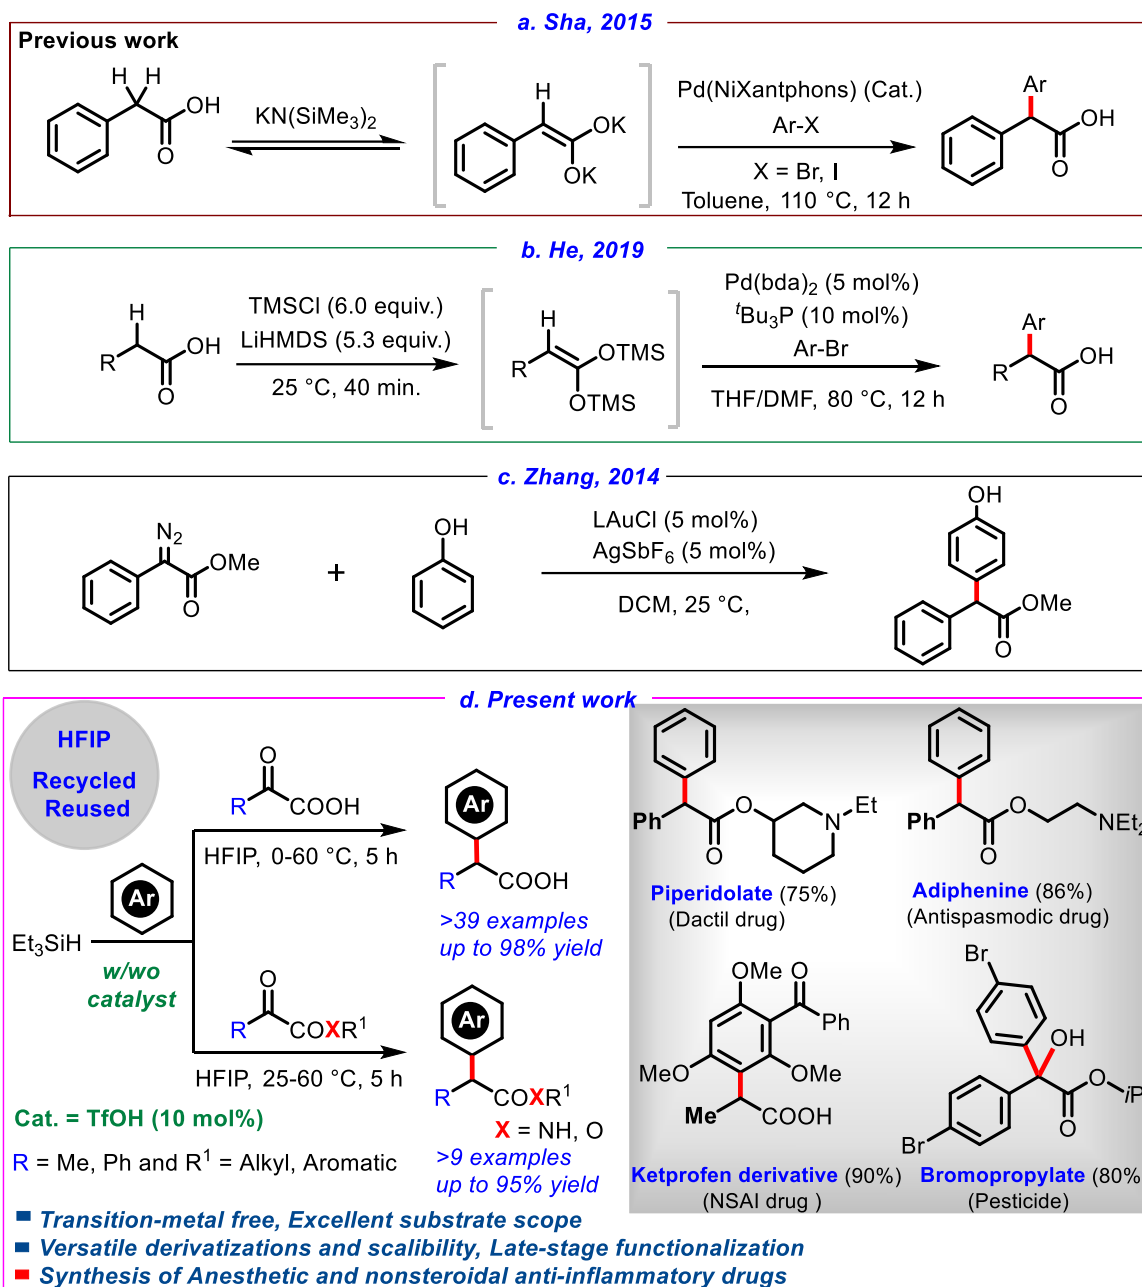 a. Sha, 2015
Previous work
H H
OH
O
KN(SiMe3)2
H
OK
OK
Pd(NiXantphons) (Cat.)
Ar-X
X = Br, I
Toluene, 110 °C, 12 h
Ar
OH
O
b. He, 2019
H
R
OH
O
TMSCl (6.0 equiv.)
LiHMDS (5.3 equiv.)
25 °C, 40 min.
H
R
OTMS
OTMS
Pd(bda)2 (5 mol%)
tBu3P (10 mol%)
Ar-Br
THF/DMF, 80 °C, 12 h
Ar
R
OH
O
c. Zhang, 2014
N2
OMe
O
+
OH
LAuCl (5 mol%)
AgSbF6 (5 mol%)
DCM, 25 °C,
OH
OMe
O
d. Present work
HFIP
Recycled
Reused
Et3SiH
Ar
w/wo
catalyst
O
R
COOH
HFIP, 0-60 °C, 5 h
Ar
R
COOH
>39 examples
up to 98% yield
O
R
COXR1
HFIP, 25-60 °C, 5 h
Ar
R
COXR1
X = NH, O
>9 examples
up to 95% yield
Cat. = TfOH (10 mol%)
R = Me, Ph and R1 = Alkyl, Aromatic
Ph
O
O
N
Et
Piperidolate (75%)
(Dactil drug)
Ph
O
O
NEt2
Adiphenine (86%)
(Antispasmodic drug)
OMe
O
Ph
MeO
OMe
Me
COOH
Ketprofen derivative (90%)
(NSAI drug )
Br
OH
O
iP
Br
O
Bromopropylate (80%
(Pesticide)
Transition-metal free, Excellent substrate scope
Versatile derivatizations and scalibility, Late-stage functionalization
Synthesis of Anesthetic and nonsteroidal anti-inflammatory drugs